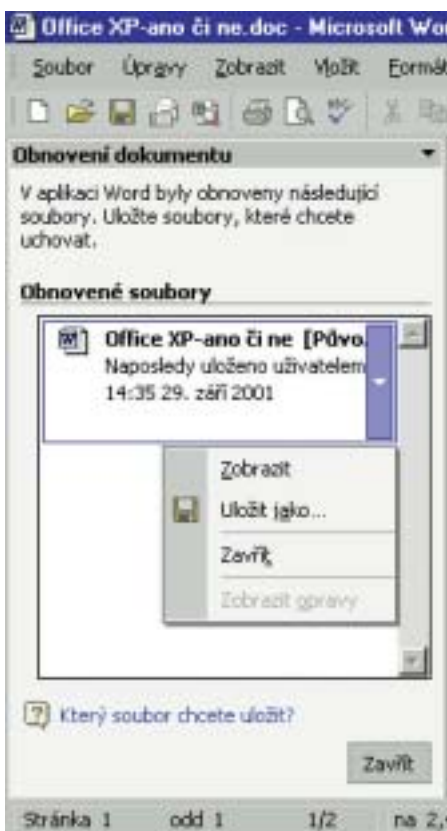 Office XP-ano či ne.doc - Microsoft Wo
Soubor Úpravy Zobrazit Vložit Formát
Obnovení dokumentu
V aplikaci Word byly obnoveny následující
soubory. Uložte soubory, které chcete
uchovat.
Obnovené soubory
Office XP-ano či ne [Půvo.
Naposledy uloženo uživatelem
14:35 29. září 2001
Zobrazit
Uložit jako...
Zavřít
Zobrazit opravy
Který soubor chcete uložit?
Zavřít
Stránka 1 odd 1 1/2 na 2,